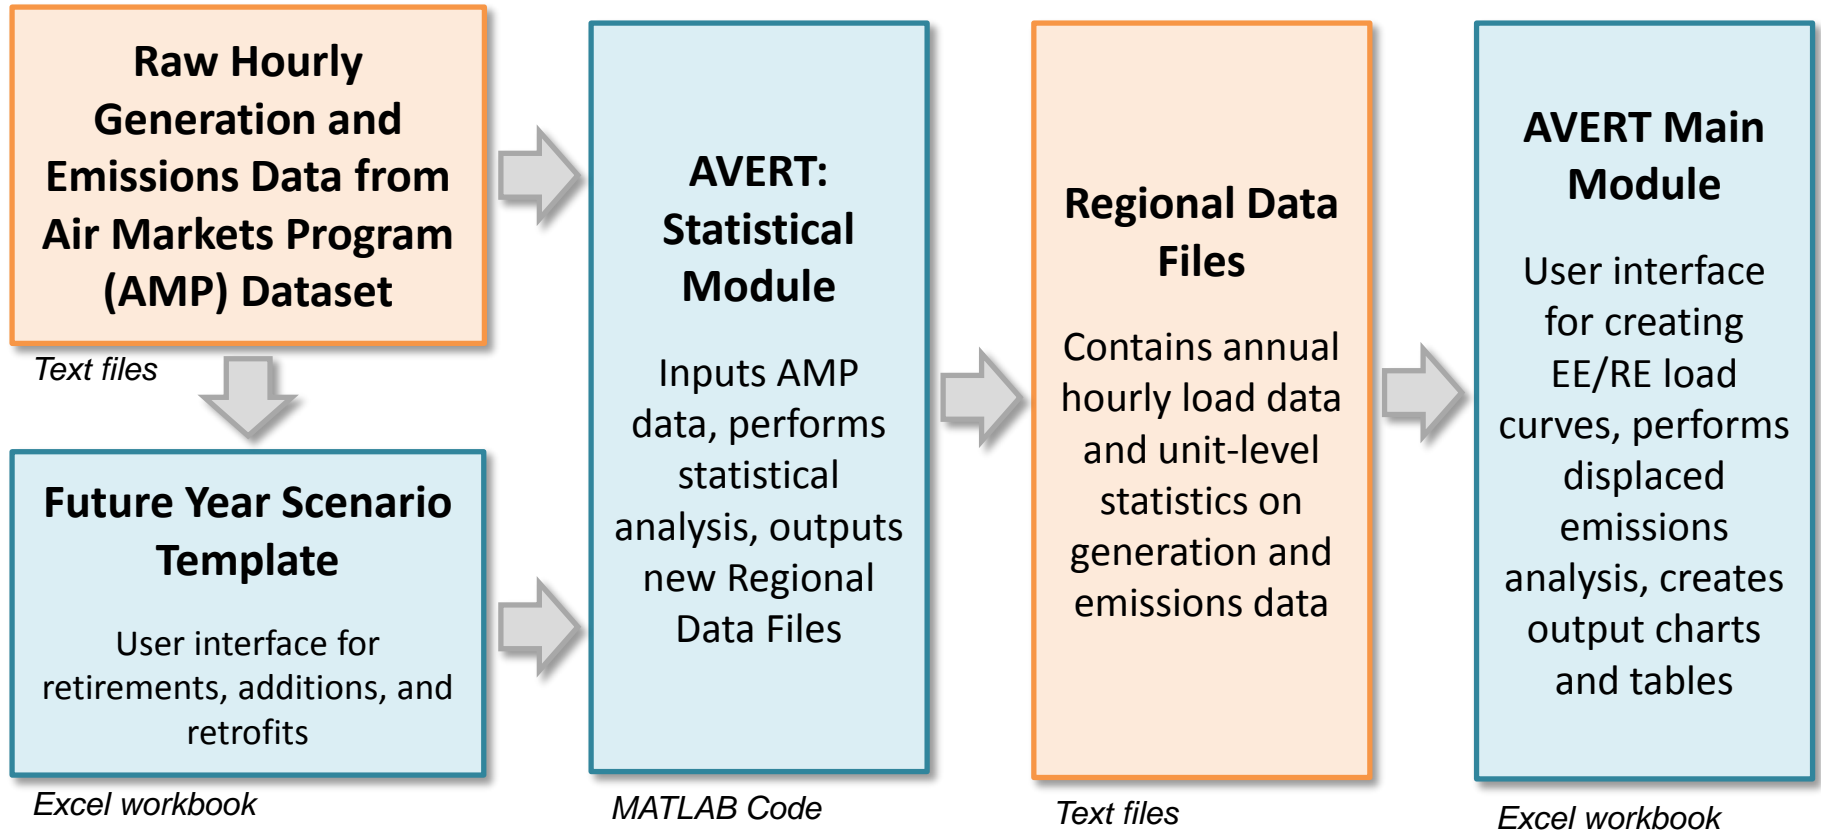 Raw Hourly
Generation and
Emissions Data from
Air Markets Program
(AMP) Dataset
Text files
Future Year Scenario
Template
User interface for
retirements, additions, and
retrofits
Excel workbook
AVERT:
Statistical
Module
Inputs AMP
data, performs
statistical
analysis, outputs
new Regional
Data Files
MATLAB Code
Regional Data
Files
Contains annual
hourly load data
and unit-level
statistics on
generation and
emissions data
Text files
AVERT Main
Module
User interface
for creating
EE/RE load
curves, performs
displaced
emissions
analysis, creates
output charts
and tables
Excel workbook